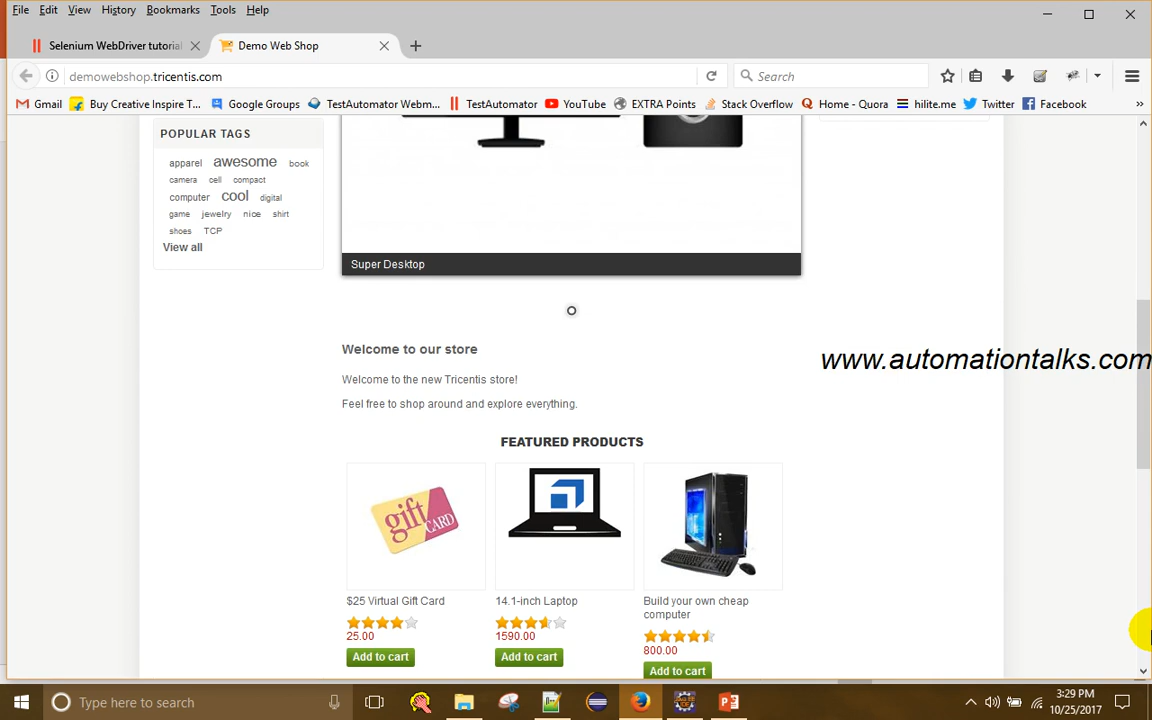 File Edit View History Bookmarks Tools Help
Selenium WebDriver tutorial
Demo Web Shop
demowebshop.tricentis.com
Search
Gmail Buy Creative Inspire T... Google Groups TestAutomator Webm... TestAutomator YouTube EXTRA Points Stack Overflow Home - Quora hilite.me Twitter Facebook »
POPULAR TAGS
apparel awesome book
camera cell compact
computer cool digital
game jewelry nice shirt
shoes TCP
View all
Super Desktop
Welcome to our store
www.automationtalks.com
Welcome to the new Tricentis store!
Feel free to shop around and explore everything.
FEATURED PRODUCTS
gift CARD
$25 Virtual Gift Card
25.00
Add to cart
14.1-inch Laptop
1590.00
Add to cart
Build your own cheap
computer
800.00
Add to cart
Type here to search
3:29 PM
10/25/2017